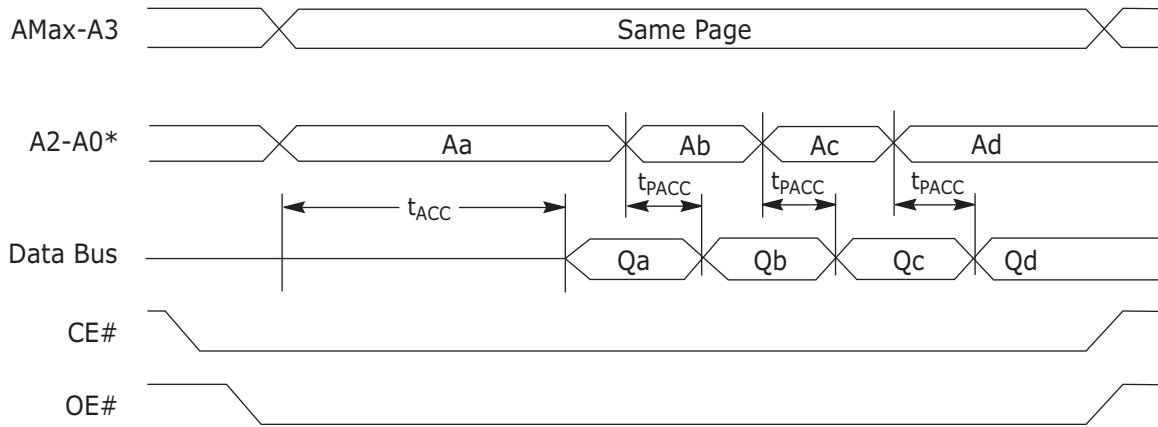 AMax-A3 Same Page
A2-A0* Aa Ab Ac Ad
tACC tPACC tPACC tPACC
Data Bus Qa Qb Qc Qd
CE#
OE#